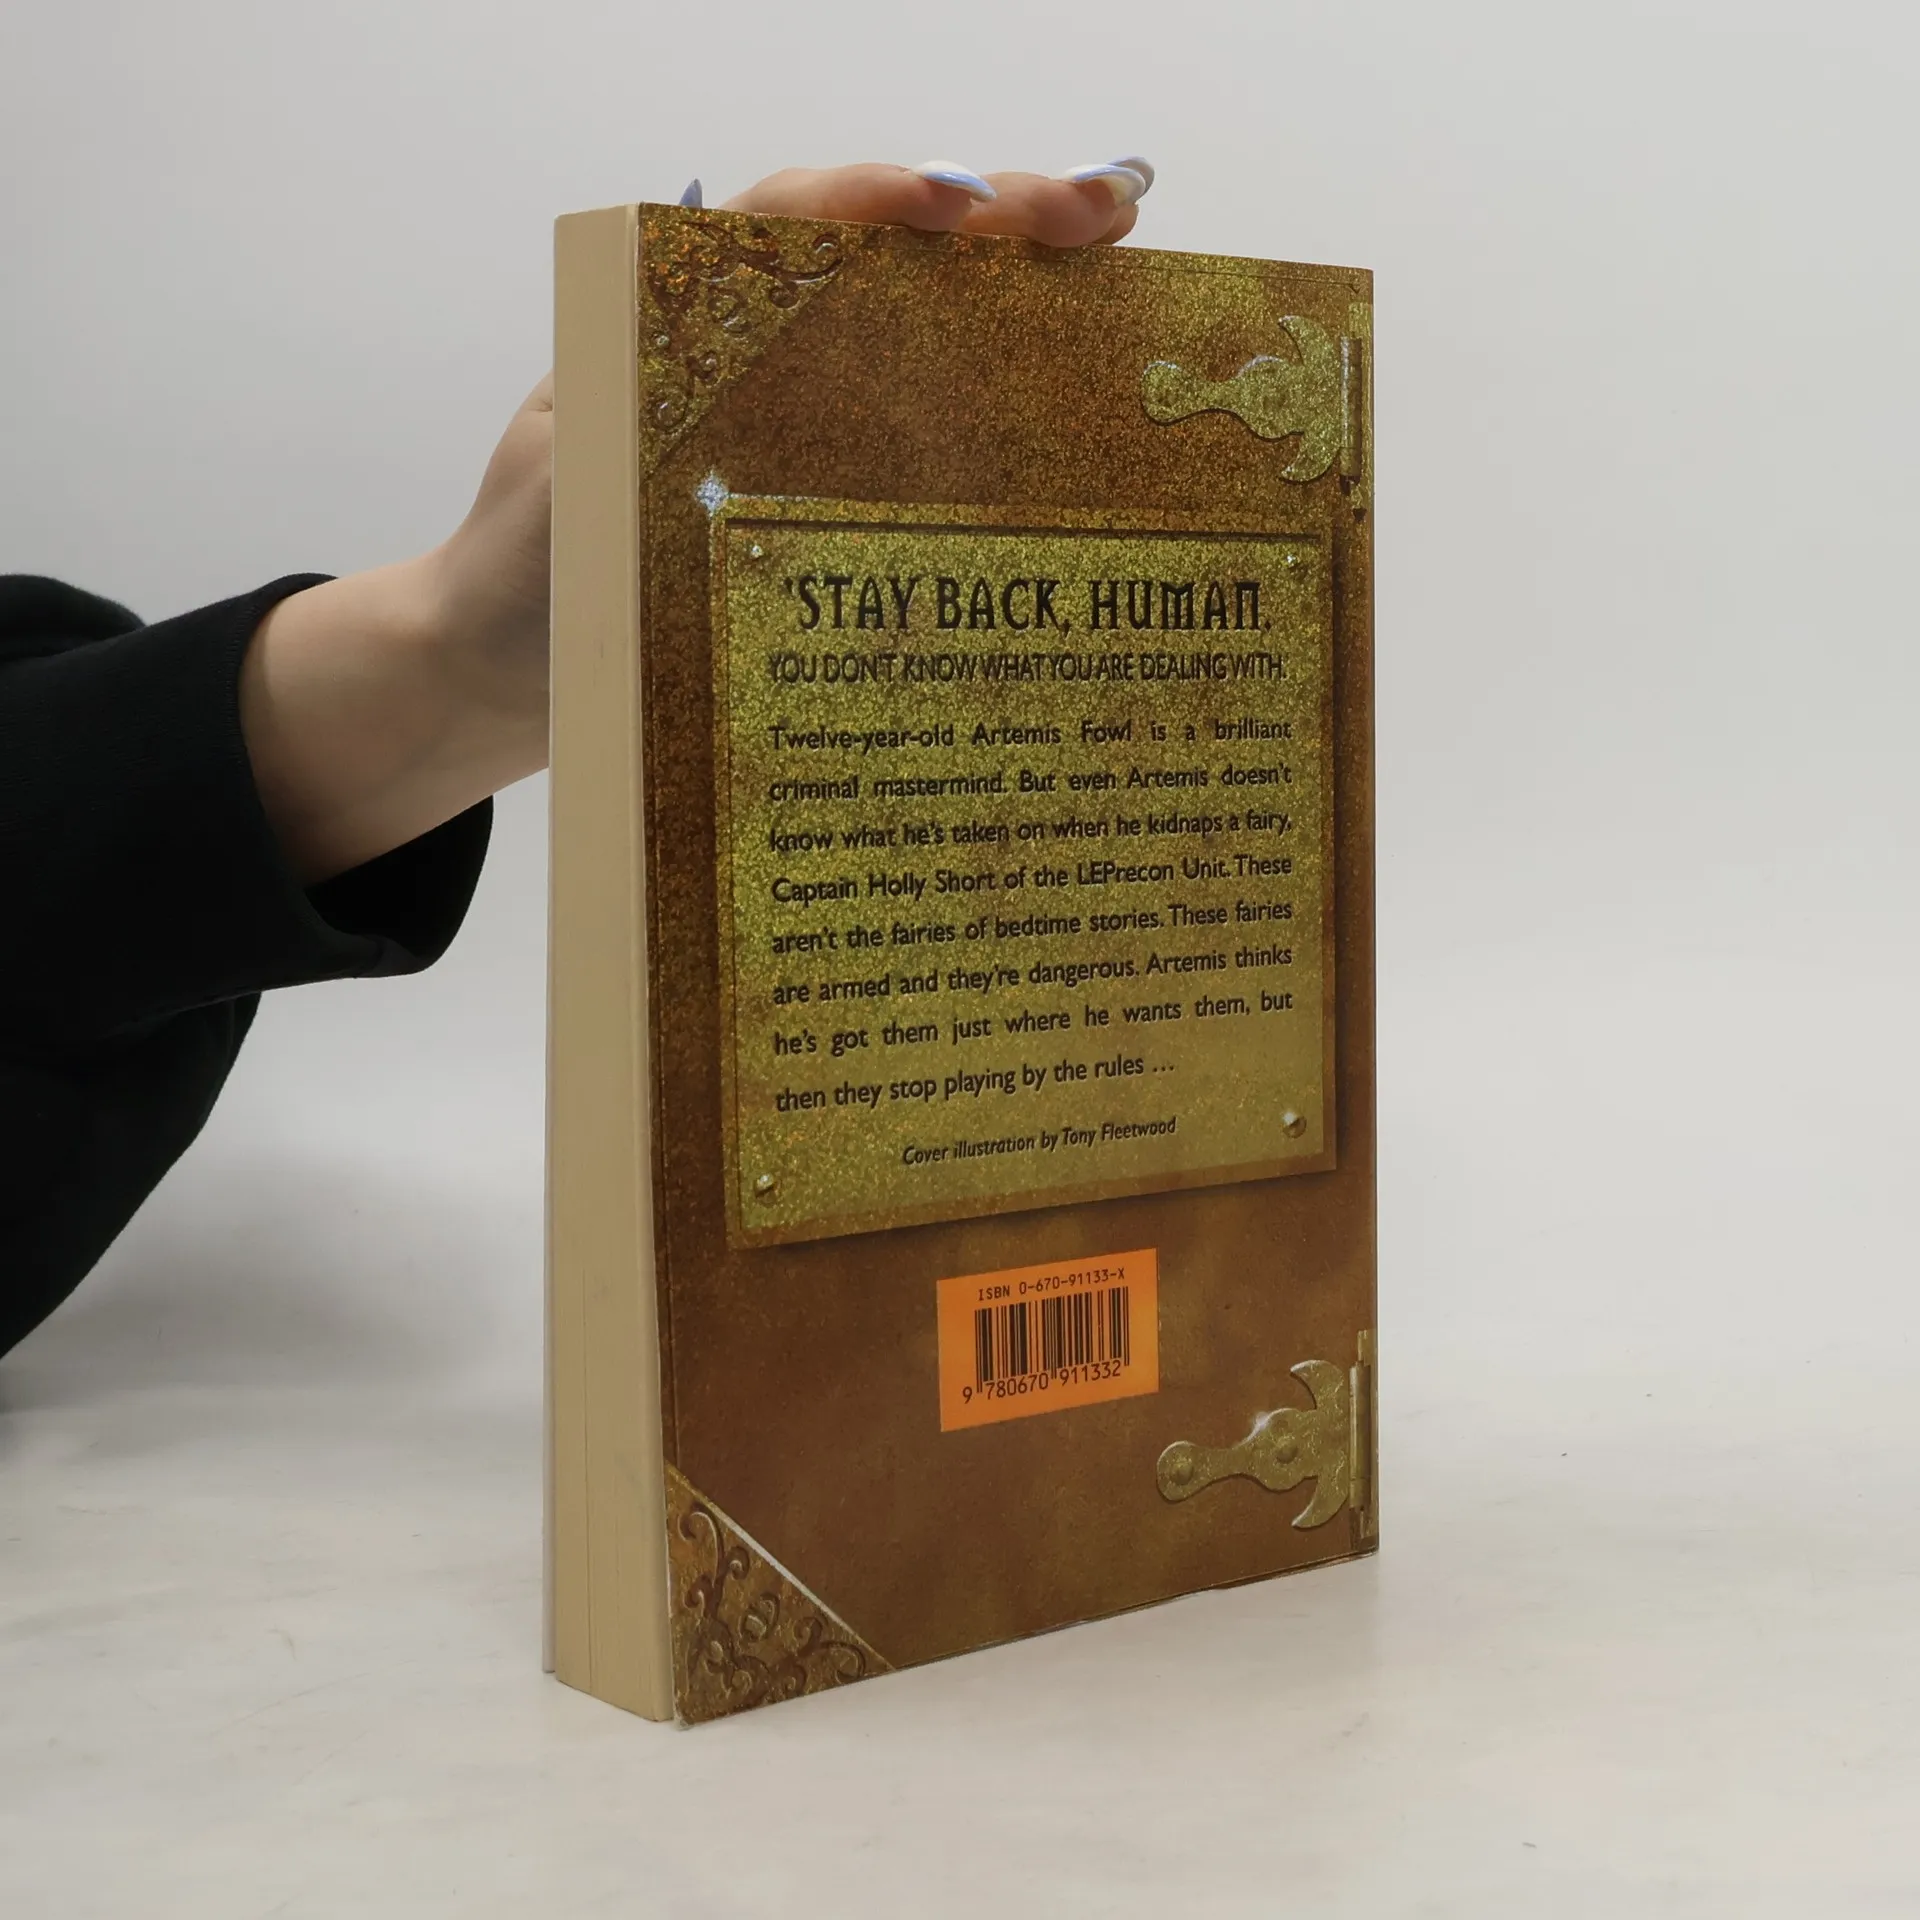 'STAY BACK, HUMAN.
YOU DON'T KNOW WHAT YOU ARE DEALING WITH.
Twelve-year-old Artemis Fowl is a brilliant
criminal mastermind. But even Artemis doesn't
know what he's taken on when he kidnaps a fairy,
Captain Holly Short of the LEPrecon Unit. These
aren't the fairies of bedtime stories. These fairies
are armed and they're dangerous. Artemis thinks
he's got them just where he wants them, but
then they stop playing by the rules ...
Cover illustration by Tony Fleetwood
ISBN 0-670-91133-X
9 780670 911332